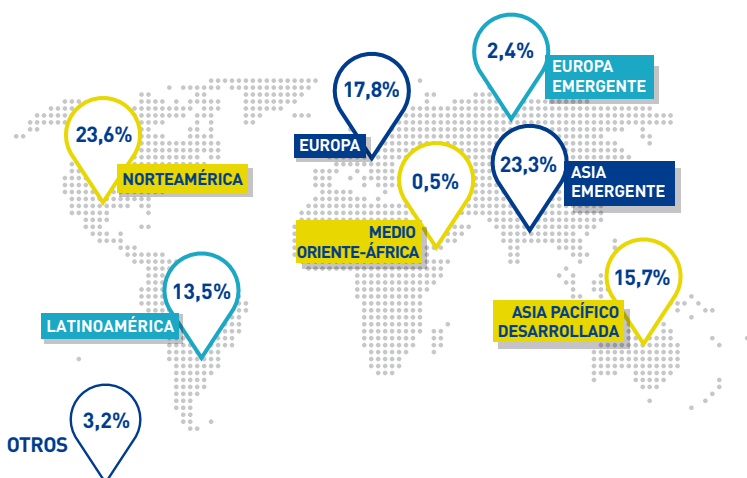 2,4%
EUROPA
EMERGENTE
17,8%
EUROPA
23,6%
NORTEAMÉRICA
0,5%
MEDIO
ORIENTE-ÁFRICA
23,3%
ASIA
EMERGENTE
13,5%
LATINOAMÉRICA
15,7%
ASIA PACÍFICO
DESARROLLADA
3,2%
OTROS